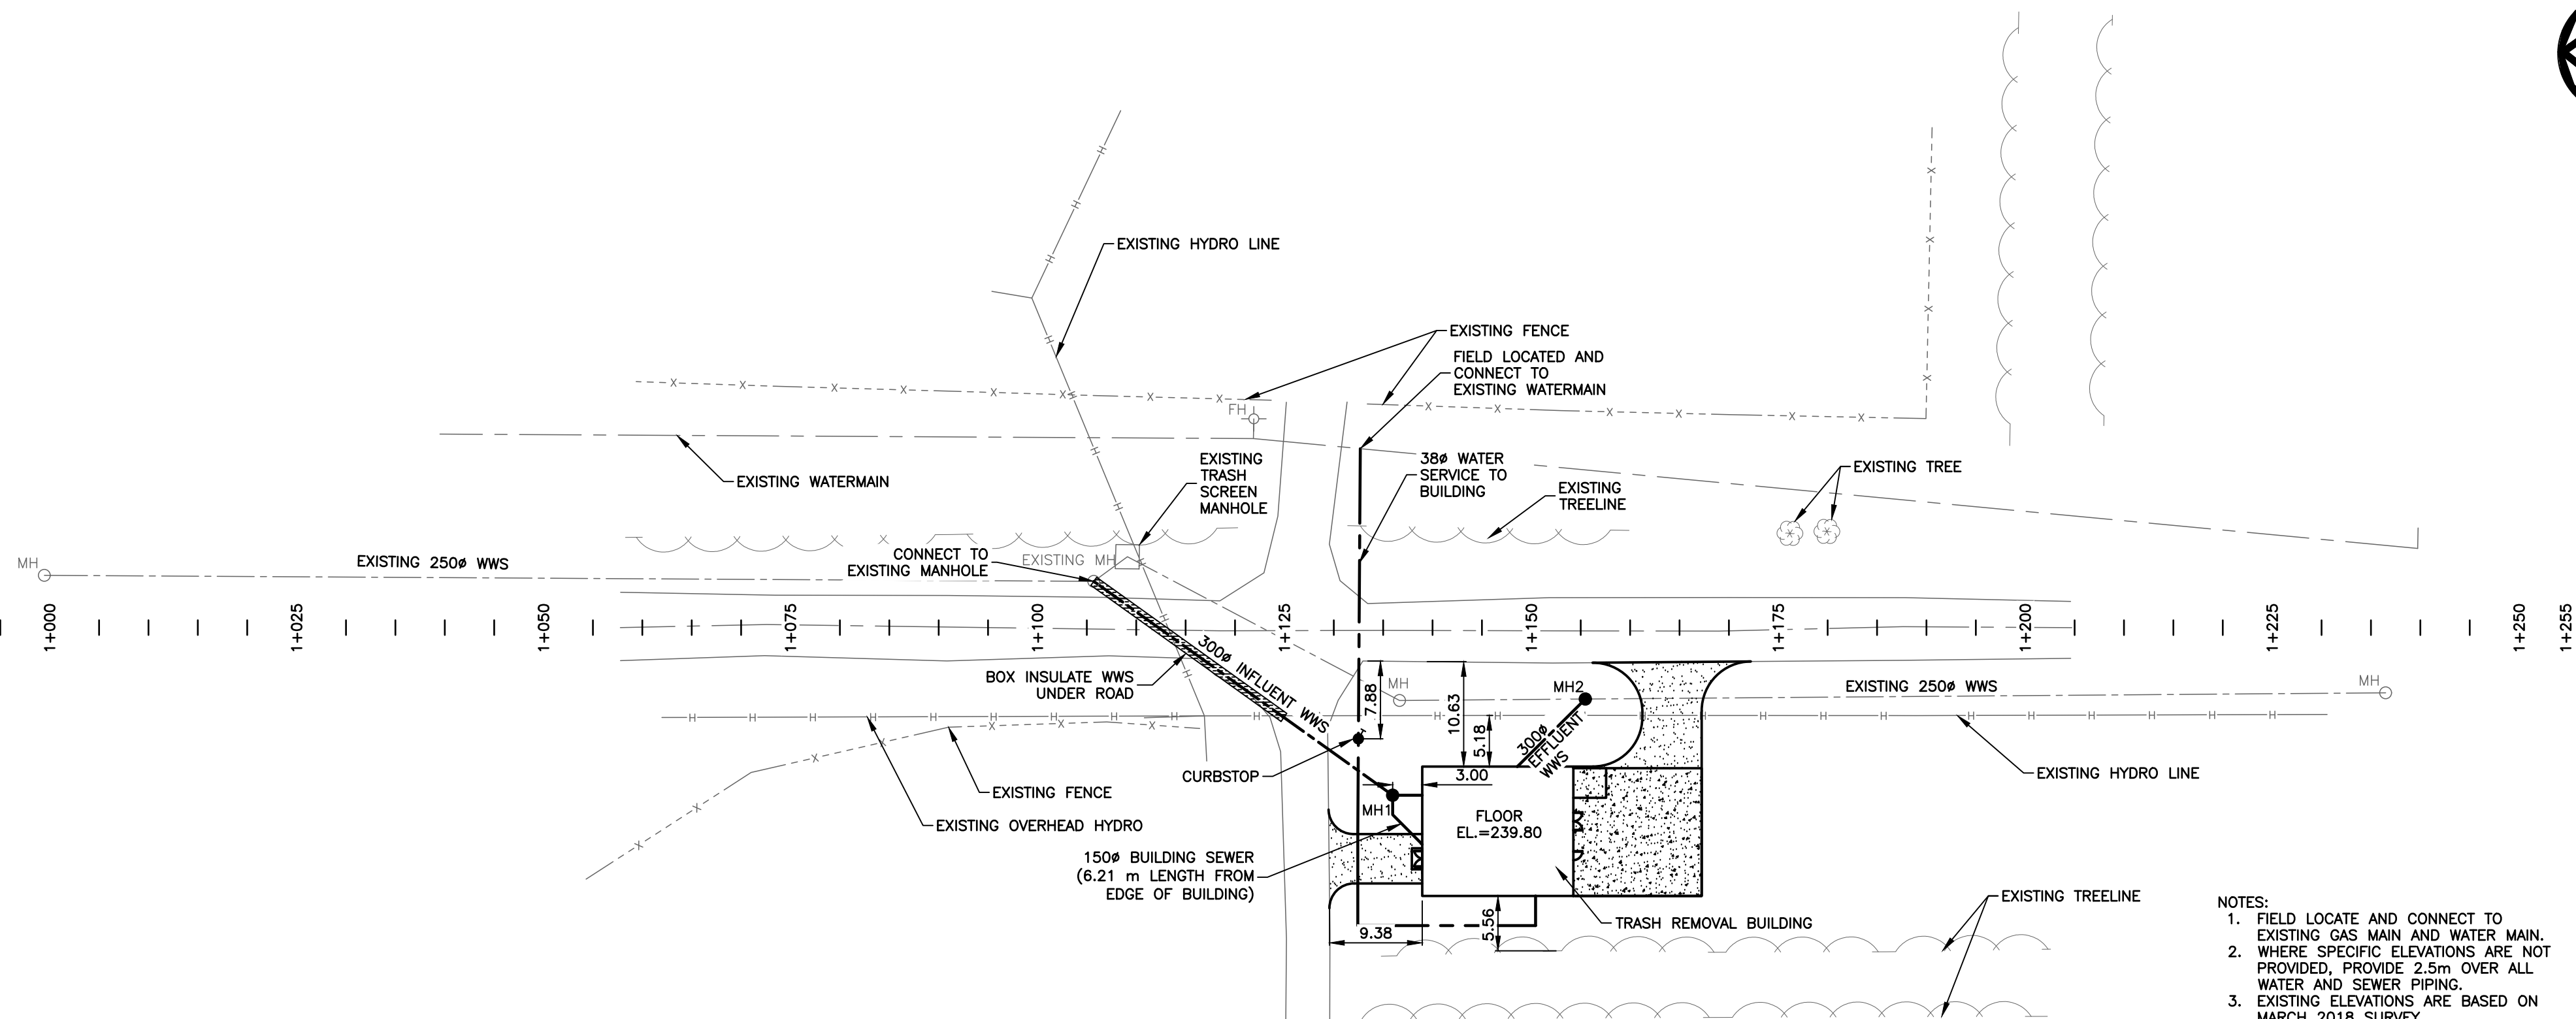 EXISTING HYDRO LINE
EXISTING FENCE
FIELD LOCATED AND
CONNECT TO
EXISTING WATERMAIN
FH
EXISTING WATERMAIN
EXISTING
TRASH
SCREEN
MANHOLE
38ø WATER
SERVICE TO
BUILDING
EXISTING
TREELINE
EXISTING TREE
MH
EXISTING 250ø WWS
CONNECT TO
EXISTING MANHOLE
EXISTING MH
1+000
1+025
1+050
1+075
1+100
1+125
1+150
1+175
1+200
1+225
1+250
1+255
BOX INSULATE WWS
UNDER ROAD
300ø INFLUENT WWS
7.88
10.63
5.18
MH
MH2
EXISTING 250ø WWS
MH
300ø
EFFLUENT
WWS
CURBSTOP
3.00
EXISTING HYDRO LINE
EXISTING FENCE
EXISTING OVERHEAD HYDRO
MH1
FLOOR
EL.=239.80
150ø BUILDING SEWER
(6.21 m LENGTH FROM
EDGE OF BUILDING)
9.38
5.56
TRASH REMOVAL BUILDING
EXISTING TREELINE
NOTES:
1. FIELD LOCATE AND CONNECT TO
EXISTING GAS MAIN AND WATER MAIN.
2. WHERE SPECIFIC ELEVATIONS ARE NOT
PROVIDED, PROVIDE 2.5m OVER ALL
WATER AND SEWER PIPING.
3. EXISTING ELEVATIONS ARE BASED ON
MARCH 2018 SURVEY